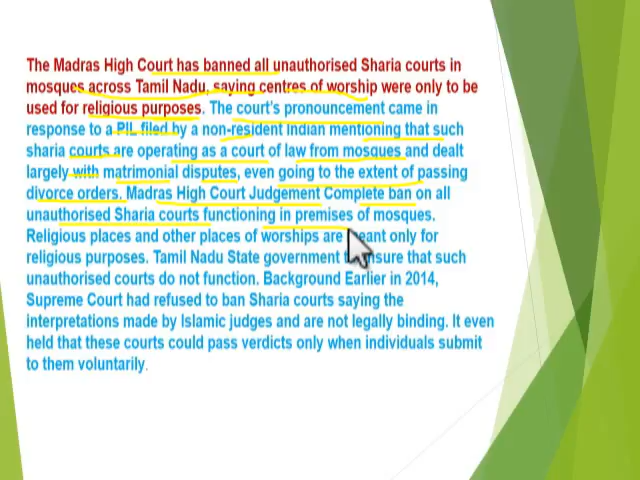 The Madras High Court has banned all unauthorised Sharia courts in
mosques across Tamil Nadu, saying centres of worship were only to be
used for religious purposes. The court's pronouncement came in
response to a PIL filed by a non-resident Indian mentioning that such
sharia courts are operating as a court of law from mosques and dealt
largely with matrimonial disputes, even going to the extent of passing
divorce orders. Madras High Court Judgement Complete ban on all
unauthorised Sharia courts functioning in premises of mosques.
Religious places and other places of worships are meant only for
religious purposes. Tamil Nadu State government ensure that such
unauthorised courts do not function. Background Earlier in 2014,
Supreme Court had refused to ban Sharia courts saying the
interpretations made by Islamic judges and are not legally binding. It even
held that these courts could pass verdicts only when individuals submit
to them voluntarily.